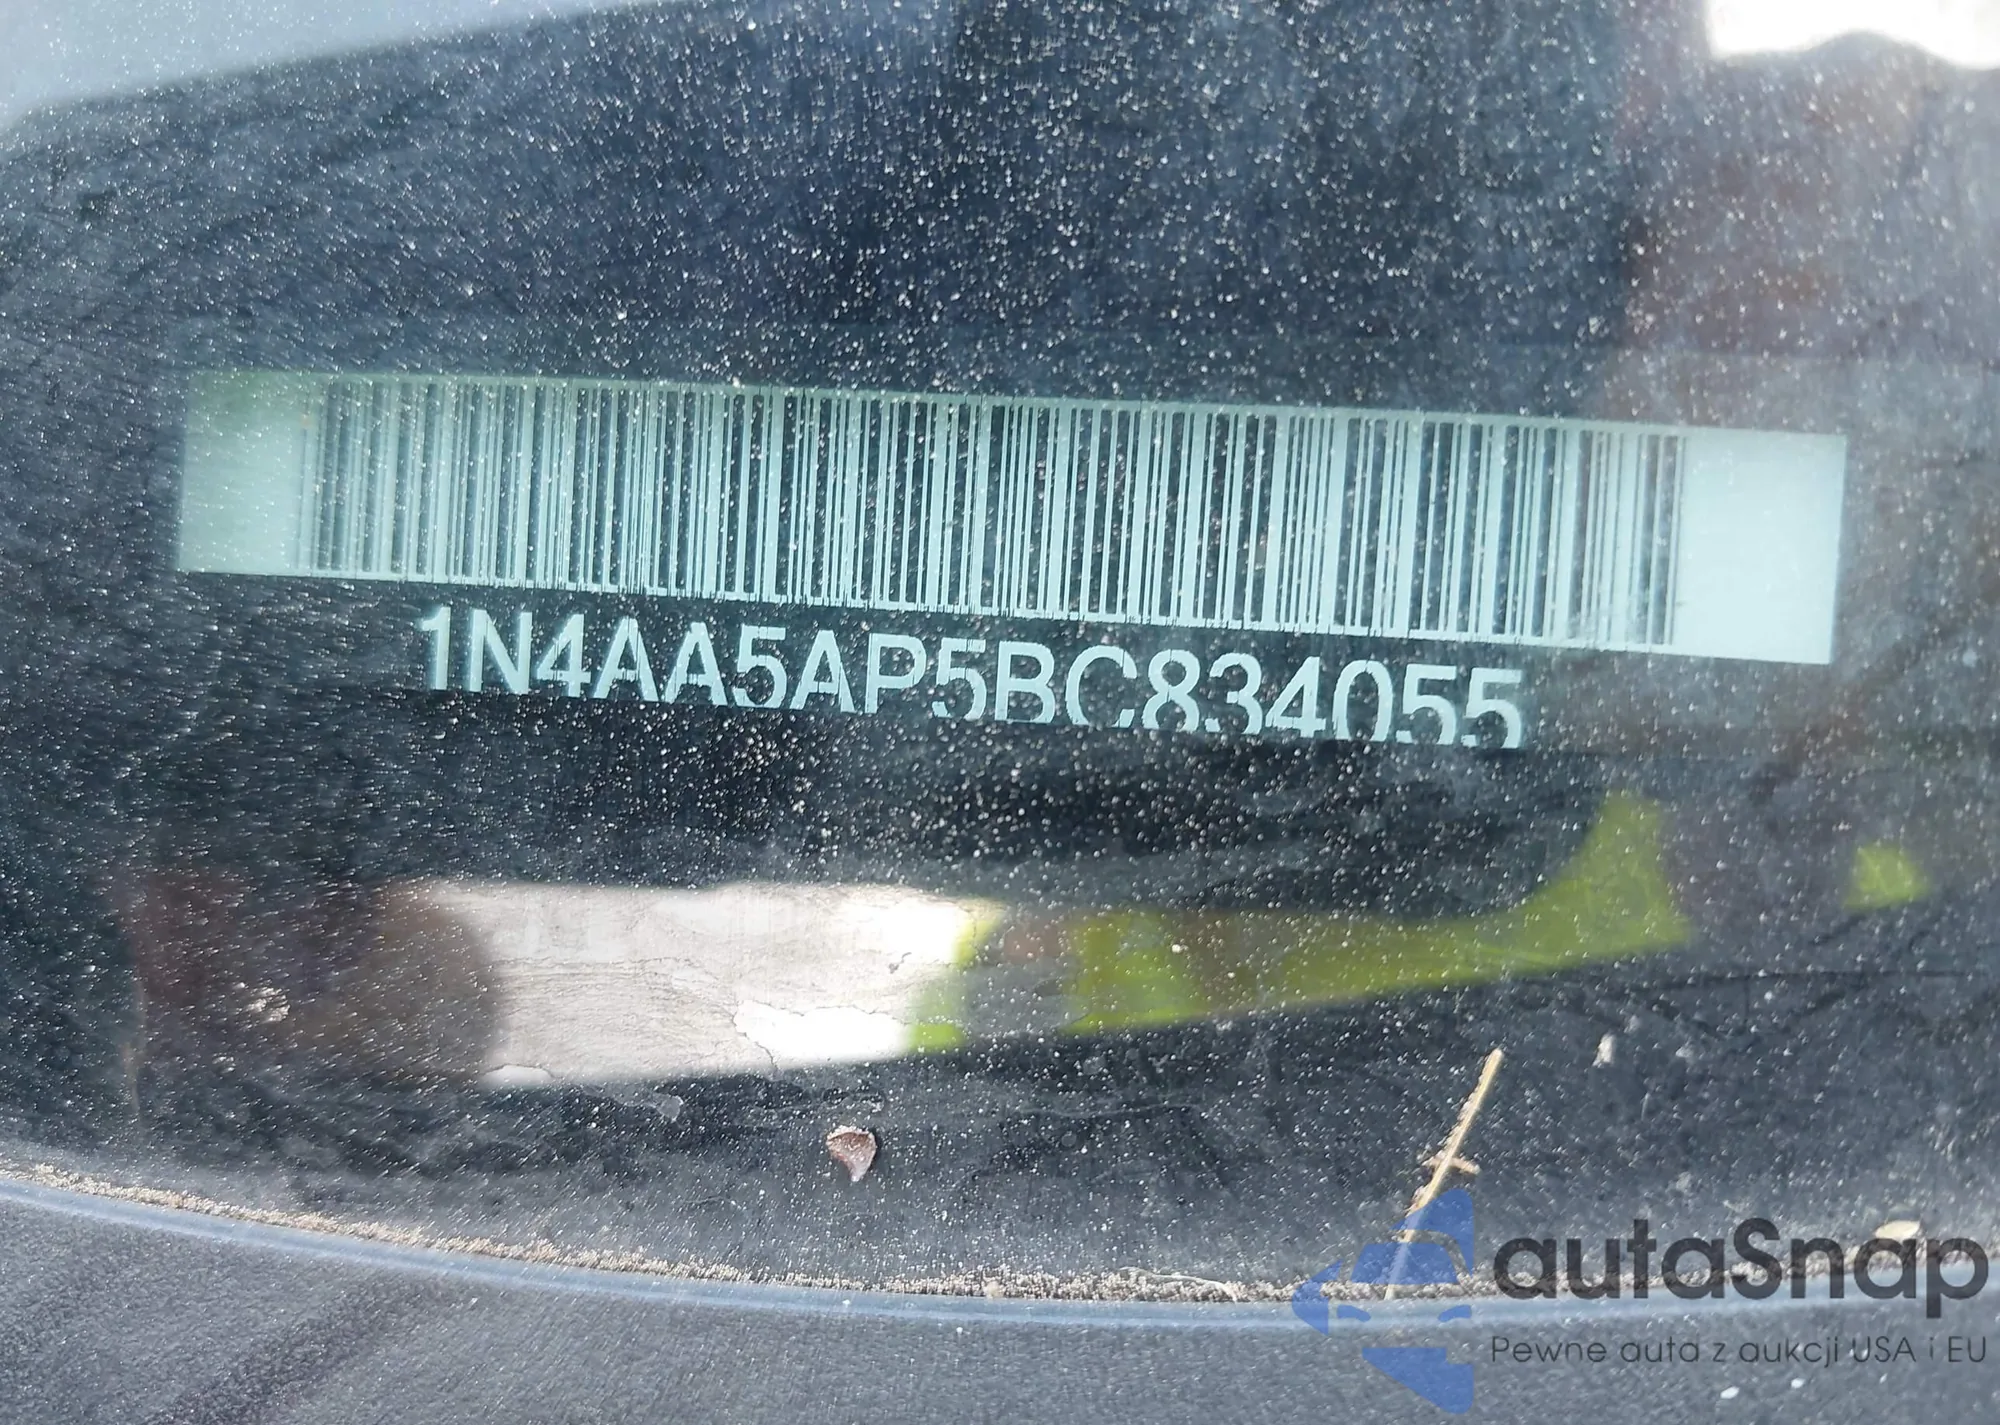 1N4AA5AP5BC834055
autaSnap
Pewne auta z aukcji USA i EU